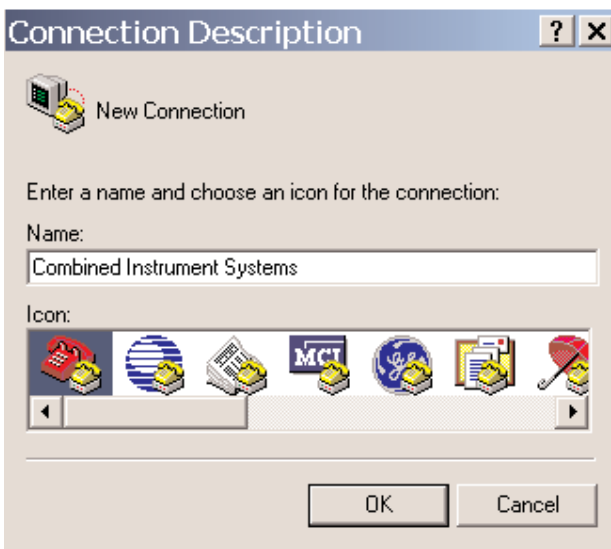 Connection Description
New Connection
Enter a name and choose an icon for the connection:
Name:
Combined Instrument Systems
Icon:
MCI
OK Cancel